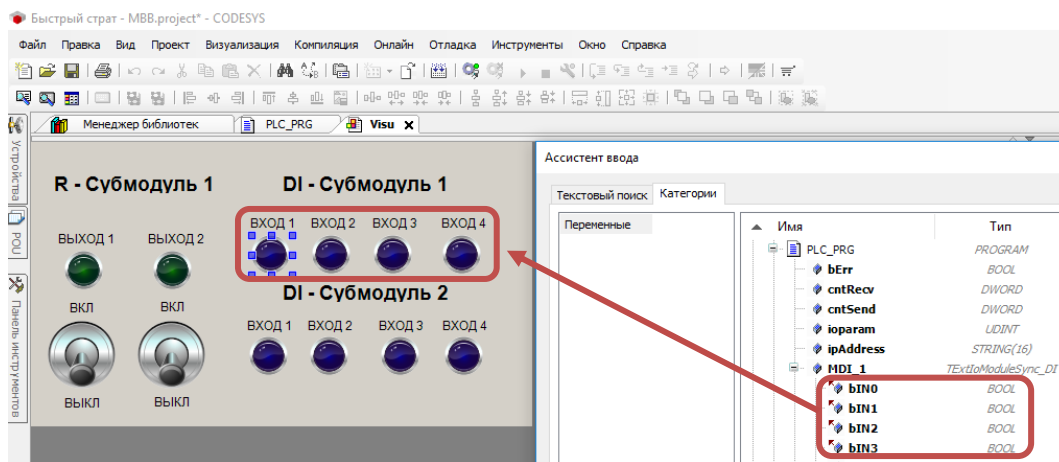 Быстрый страт - MBB.project* - CODESYS
Файл Правка Вид Проект Визуализация Компиляция Онлайн Отладка Инструменты Окно Справка
Менеджер библиотек PLC_PRG Visu X
Устройства
POU
Панель инструментов
R - Субмодуль 1
DI - Субмодуль 1
ВХОД 1 ВХОД 2 ВХОД 3 ВХОД 4
ВЫХОД 1 ВЫХОД 2
DI - Субмодуль 2
ВКЛ ВКЛ
ВХОД 1 ВХОД 2 ВХОД 3 ВХОД 4
ВЫКЛ ВЫКЛ
Ассистент ввода
Текстовый поиск Категории
Переменные
Имя Тип
PLC_PRG PROGRAM
bErr BOOL
cntRecv DWORD
cntSend DWORD
ioparam UDINT
ipAddress STRING(16)
MDI_1 TExtIoModuleSync_DI
bIN0 BOOL
bIN1 BOOL
bIN2 BOOL
bIN3 BOOL